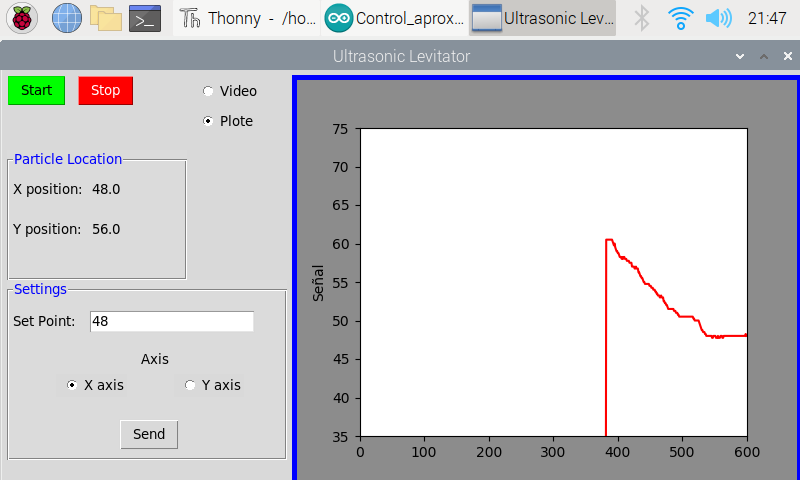 Thonny - /ho...
Control_aprox...
Ultrasonic Lev...
21:47
Ultrasonic Levitator
Start
Stop
Video
Plote
Particle Location
X position: 48.0
Y position: 56.0
Settings
Set Point: 48
Axis
X axis
Y axis
Send
Señal
75
70
65
60
55
50
45
40
35
0 100 200 300 400 500 600